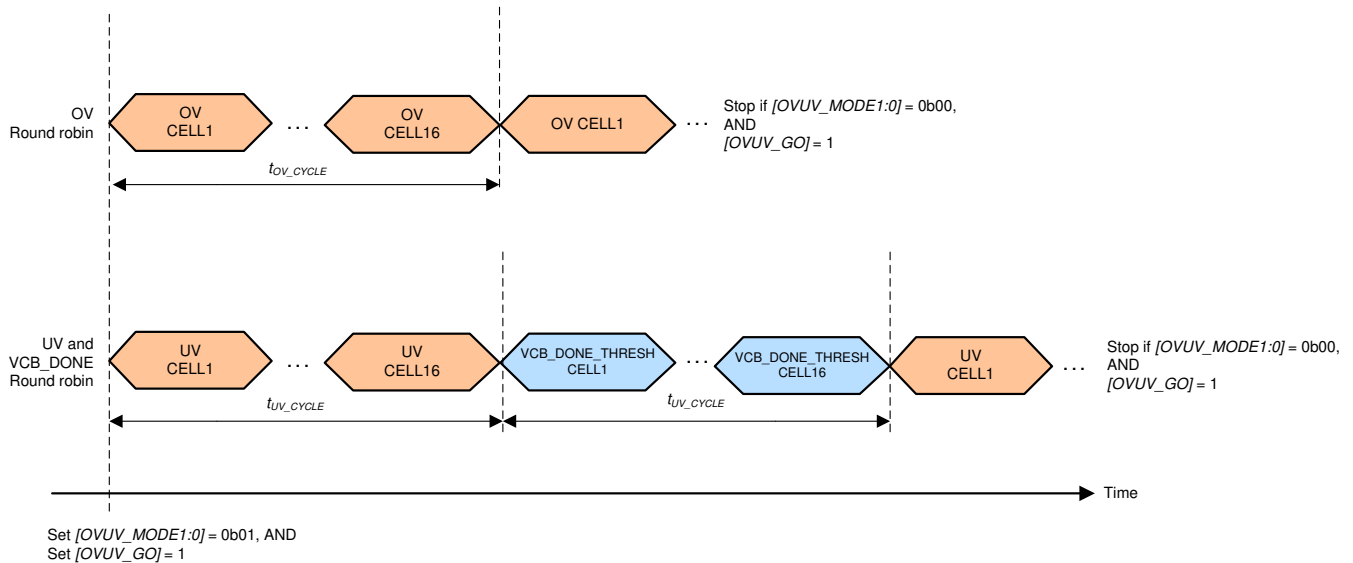 OV
Round robin
OV
CELL1
...
OV
CELL16
OV CELL1
...
Stop if [OVUV_MODE1:0] = 0b00,
AND
[OVUV_GO] = 1
tOV_CYCLE
UV and
VCB_DONE
Round robin
UV
CELL1
...
UV
CELL16
VCB_DONE_THRESH
CELL1
...
VCB_DONE_THRESH
CELL16
UV
CELL1
...
Stop if [OVUV_MODE1:0] = 0b00,
AND
[OVUV_GO] = 1
tUV_CYCLE
tUV_CYCLE
Time
Set [OVUV_MODE1:0] = 0b01, AND
Set [OVUV_GO] = 1